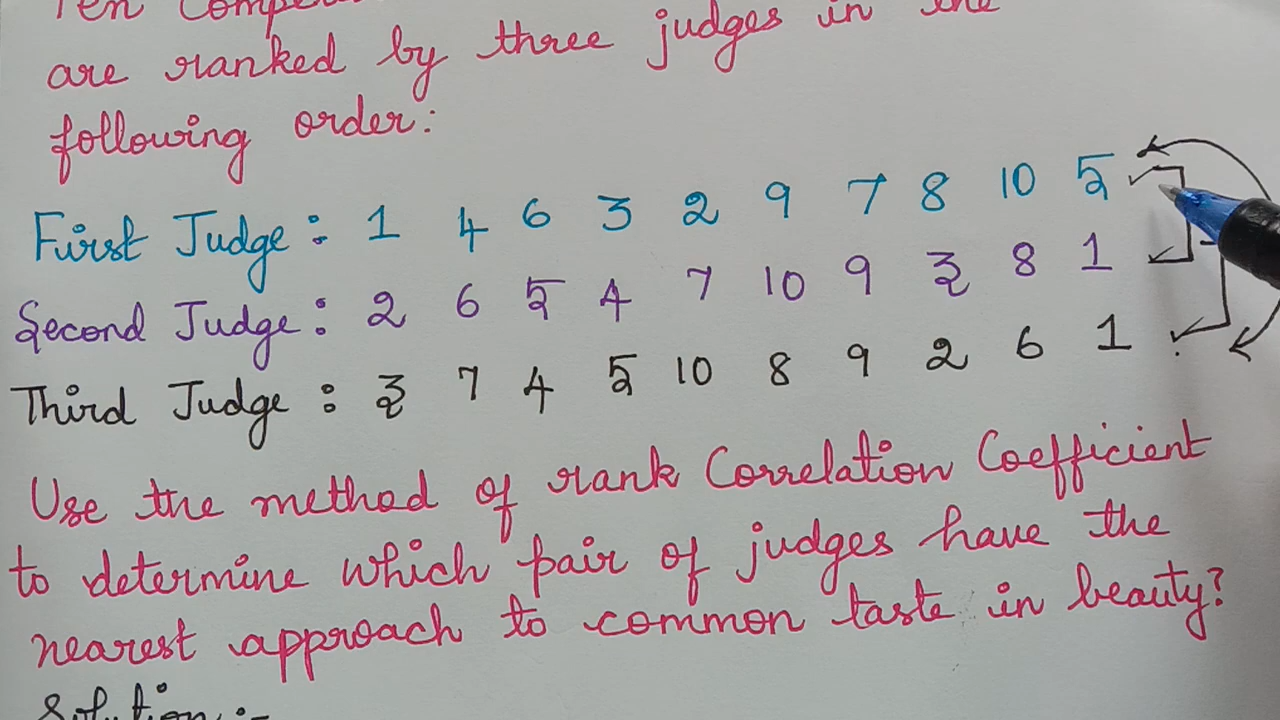 Ten Compe
are ranked by three judges in the
following order:
First Judge : 1 4 6 3 2 9 7 8 10 5
Second Judge : 2 6 5 4 7 10 9 3 8 1
Third Judge : 3 7 4 5 10 8 9 2 6 1
Use the method of rank Correlation Coefficient
to determine which pair of judges have the
nearest approach to common taste in beauty?
Solution :-